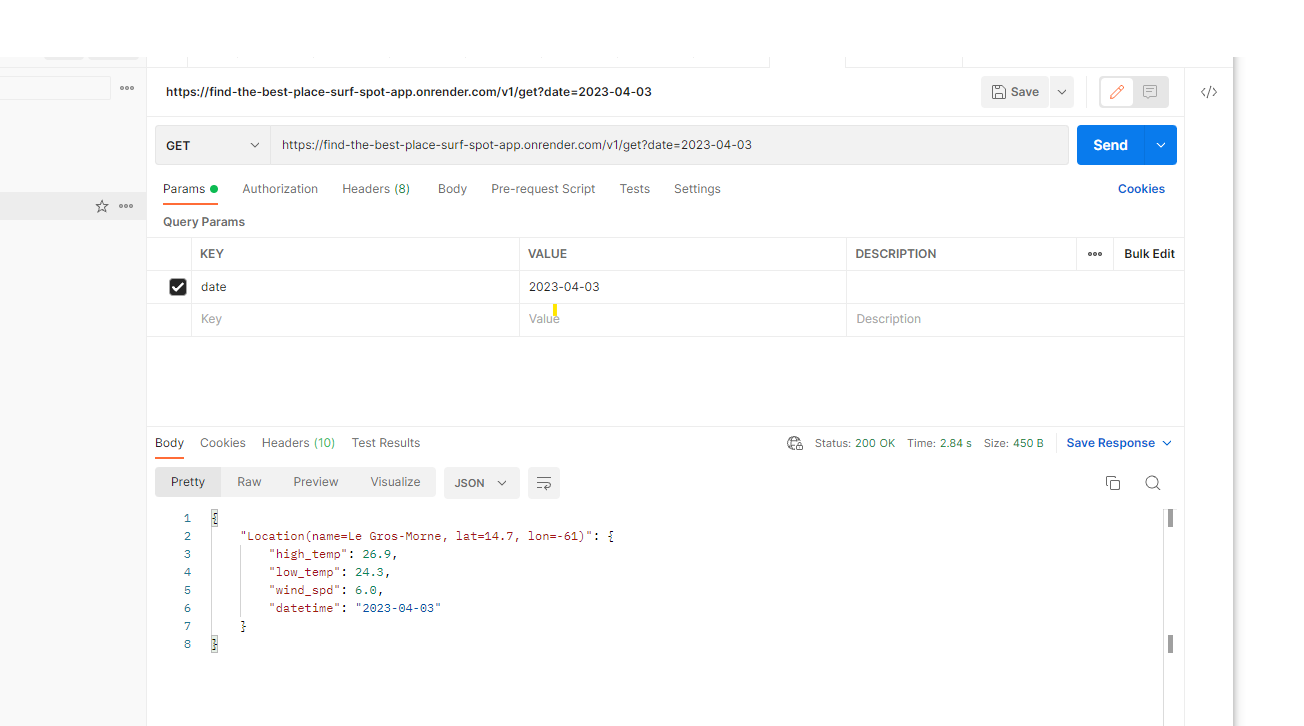 https://find-the-best-place-surf-spot-app.onrender.com/v1/get?date=2023-04-03 Save
GET https://find-the-best-place-surf-spot-app.onrender.com/v1/get?date=2023-04-03 Send
Params Authorization Headers (8) Body Pre-request Script Tests Settings Cookies
Query Params
KEY VALUE DESCRIPTION Bulk Edit
date 2023-04-03
Key Value Description
Body Cookies Headers (10) Test Results Status: 200 OK Time: 2.84 s Size: 450 B Save Response
Pretty Raw Preview Visualize JSON
1 {
2 "Location(name=Le Gros-Morne, lat=14.7, lon=-61)": {
3 "high_temp": 26.9,
4 "low_temp": 24.3,
5 "wind_spd": 6.0,
6 "datetime": "2023-04-03"
7 }
8 }